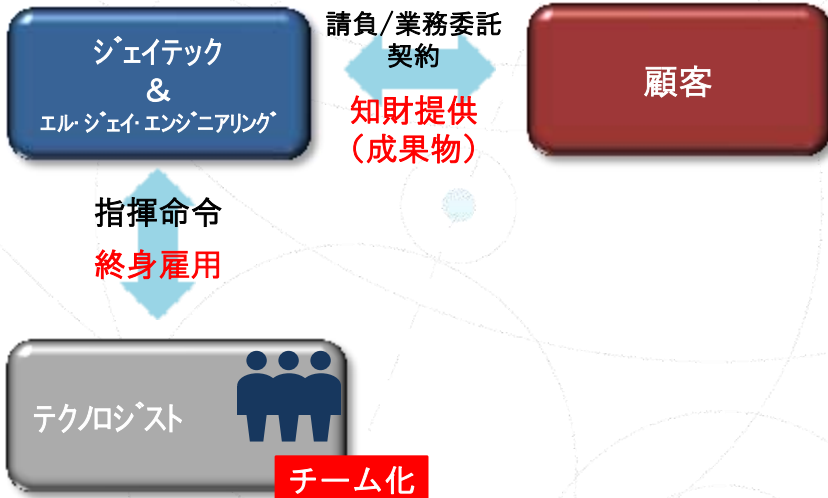 ジェイテック
&
エル・ジェイ・エンジニアリング
請負/業務委託
契約
知財提供
（成果物）
顧客
指揮命令
終身雇用
テクノロジスト
チーム化